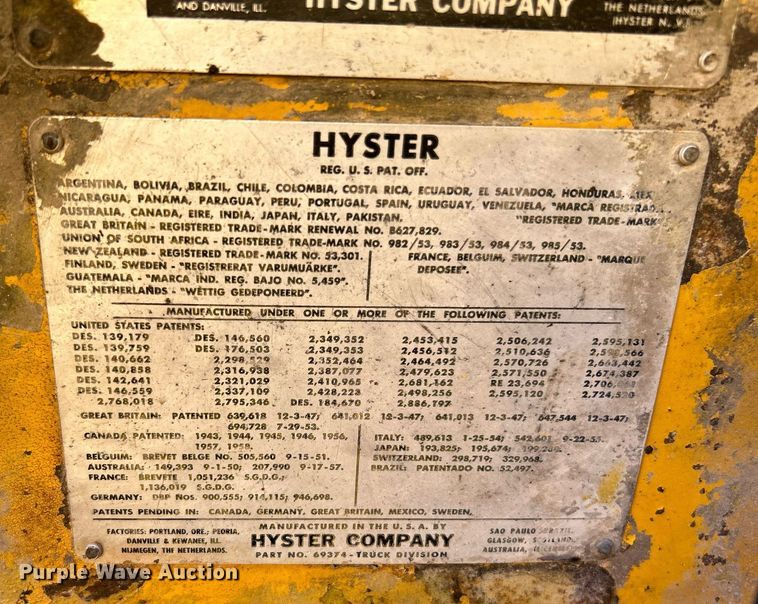 AND DANVILLE, ILL.
HYSTER COMPANY
THE NETHERLANDS
(HYSTER N. V.)
HYSTER
REG. U. S. PAT. OFF.
ARGENTINA, BOLIVIA, BRAZIL, CHILE, COLOMBIA, COSTA RICA, ECUADOR, EL SALVADOR, HONDURAS,
NICARAGUA, PANAMA, PARAGUAY, PERU, PORTUGAL, SPAIN, URUGUAY, VENEZUELA, "MARCA
AUSTRALIA, CANADA, EIRE, INDIA, JAPAN, ITALY, PAKISTAN. "REGISTERED TRADE-MARK
GREAT BRITAIN - REGISTERED TRADE-MARK RENEWAL NO. B627,829.
UNION OF SOUTH AFRICA - REGISTERED TRADE-MARK NO. 982/53, 983/53, 984/53, 985/53.
NEW ZEALAND - REGISTERED TRADE-MARK NO. 53,301. FRANCE, BELGUIM, SWITZERLAND - "MARQUE
FINLAND, SWEDEN - "REGISTRERAT VARUMUÄRKE". DEPOSEE".
GUATEMALA - "MARCA IND. REG. BAJO NO. 5,459".
THE NETHERLANDS - "WETTIG GEDEPONEERD".
MANUFACTURED UNDER ONE OR MORE OF THE FOLLOWING PATENTS:
UNITED STATES PATENTS:
DES. 139,179 DES. 146,560 2,349,352 2,453,415 2,506,242 2,595,131
DES. 139,759 DES. 176,503 2,349,353 2,456,512 2,510,636
DES. 140,662 2,298,529 2,352,464 2,464,492 2,570,726 2,663,442
DES. 140,858 2,316,938 2,387,077 2,479,623 2,571,550 2,674,387
DES. 142,641 2,321,029 2,410,965 2,681,162 RE 23,694
DES. 146,559 2,337,109 2,428,228 2,498,256 2,595,120
2,768,018 2,795,346 DES. 184,670 2,886,792
GREAT BRITAIN: PATENTED 639,618 12-3-47; 641,012 12-3-47; 641,013 12-3-47; 647,544 12-3-47;
694,728 7-29-53.
CANADA PATENTED: 1943, 1944, 1945, 1946, 1956,
1957, 1958.
BELGUIM: BREVET BELGE NO. 505,560 9-15-51.
AUSTRALIA: 149,393 9-1-50; 207,990 9-17-57.
FRANCE: BREVETE 1,051,236 S.G.D.G.;
1,136,019 S.G.D.G.
GERMANY: DBP NOS. 900,555; 914,115; 946,698.
ITALY: 489,613 1-25-54; 542,601 9-22-55.
JAPAN: 193,825; 195,674;
SWITZERLAND: 298,719; 329,968.
BRAZIL: PATENTADO NO. 52,497.
PATENTS PENDING IN: CANADA, GERMANY, GREAT BRITAIN, MEXICO, SWEDEN,
FACTORIES: PORTLAND, ORE.; PEORIA,
DANVILLE & KEWANEE, ILL.
NIJMEGEN, THF NETHERLANDS.
MANUFACTURED IN THE U. S. A. BY
HYSTER COMPANY
PART NO. 69374 - TRUCK DIVISION
SAO PAULO
GLASGOW,
AUSTRALIA,
Purple Wave Auction